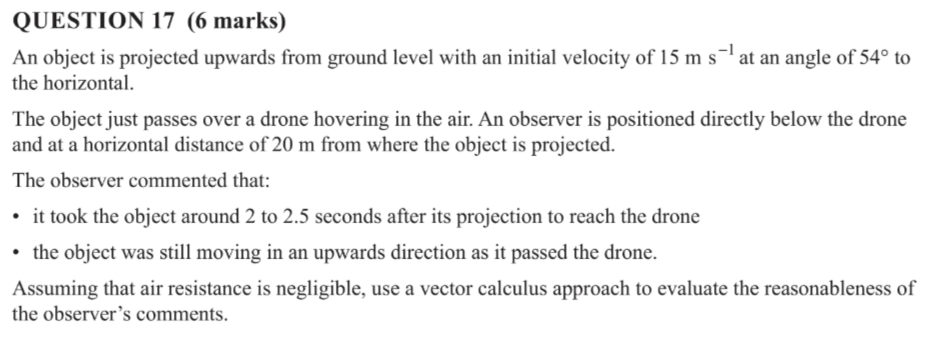 QUESTION 17 (6 marks)
An object is projected upwards from ground level with an initial velocity of 15 m s⁻¹ at an angle of 54° to
the horizontal.
The object just passes over a drone hovering in the air. An observer is positioned directly below the drone
and at a horizontal distance of 20 m from where the object is projected.
The observer commented that:
• it took the object around 2 to 2.5 seconds after its projection to reach the drone
• the object was still moving in an upwards direction as it passed the drone.
Assuming that air resistance is negligible, use a vector calculus approach to evaluate the reasonableness of
the observer’s comments.